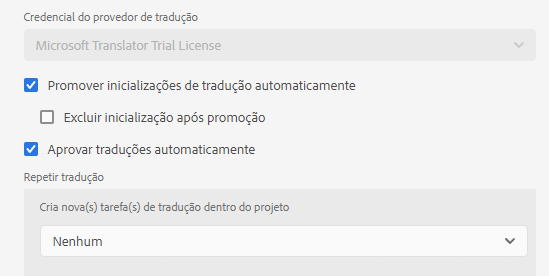 Credencial do provedor de tradução
Microsoft Translator Trial License
Promover inicializações de tradução automaticamente
Excluir inicialização após promoção
Aprovar traduções automaticamente
Repetir tradução
Cria nova(s) tarefa(s) de tradução dentro do projeto
Nenhum